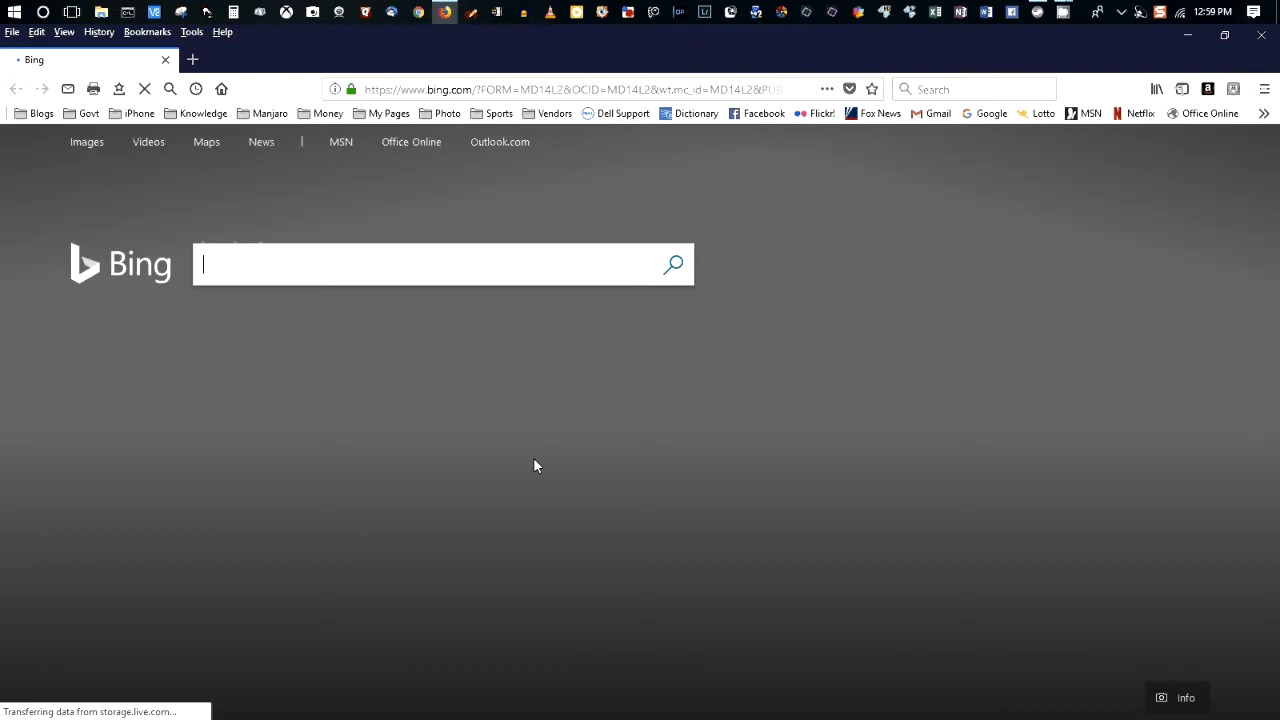 12:59 PM
File Edit View History Bookmarks Tools Help
Bing
https://www.bing.com/?FORM=MD14L2&OCID=MD14L2&wt.mc_id=MD14L2&PUB
Search
Blogs Govt iPhone Knowledge Manjaro Money My Pages Photo Sports Vendors Dell Support Dictionary Facebook Flickr! Fox News Gmail Google Lotto MSN Netflix Office Online
Images Videos Maps News | MSN Office Online Outlook.com
Bing
Info
Transferring data from storage.live.com...